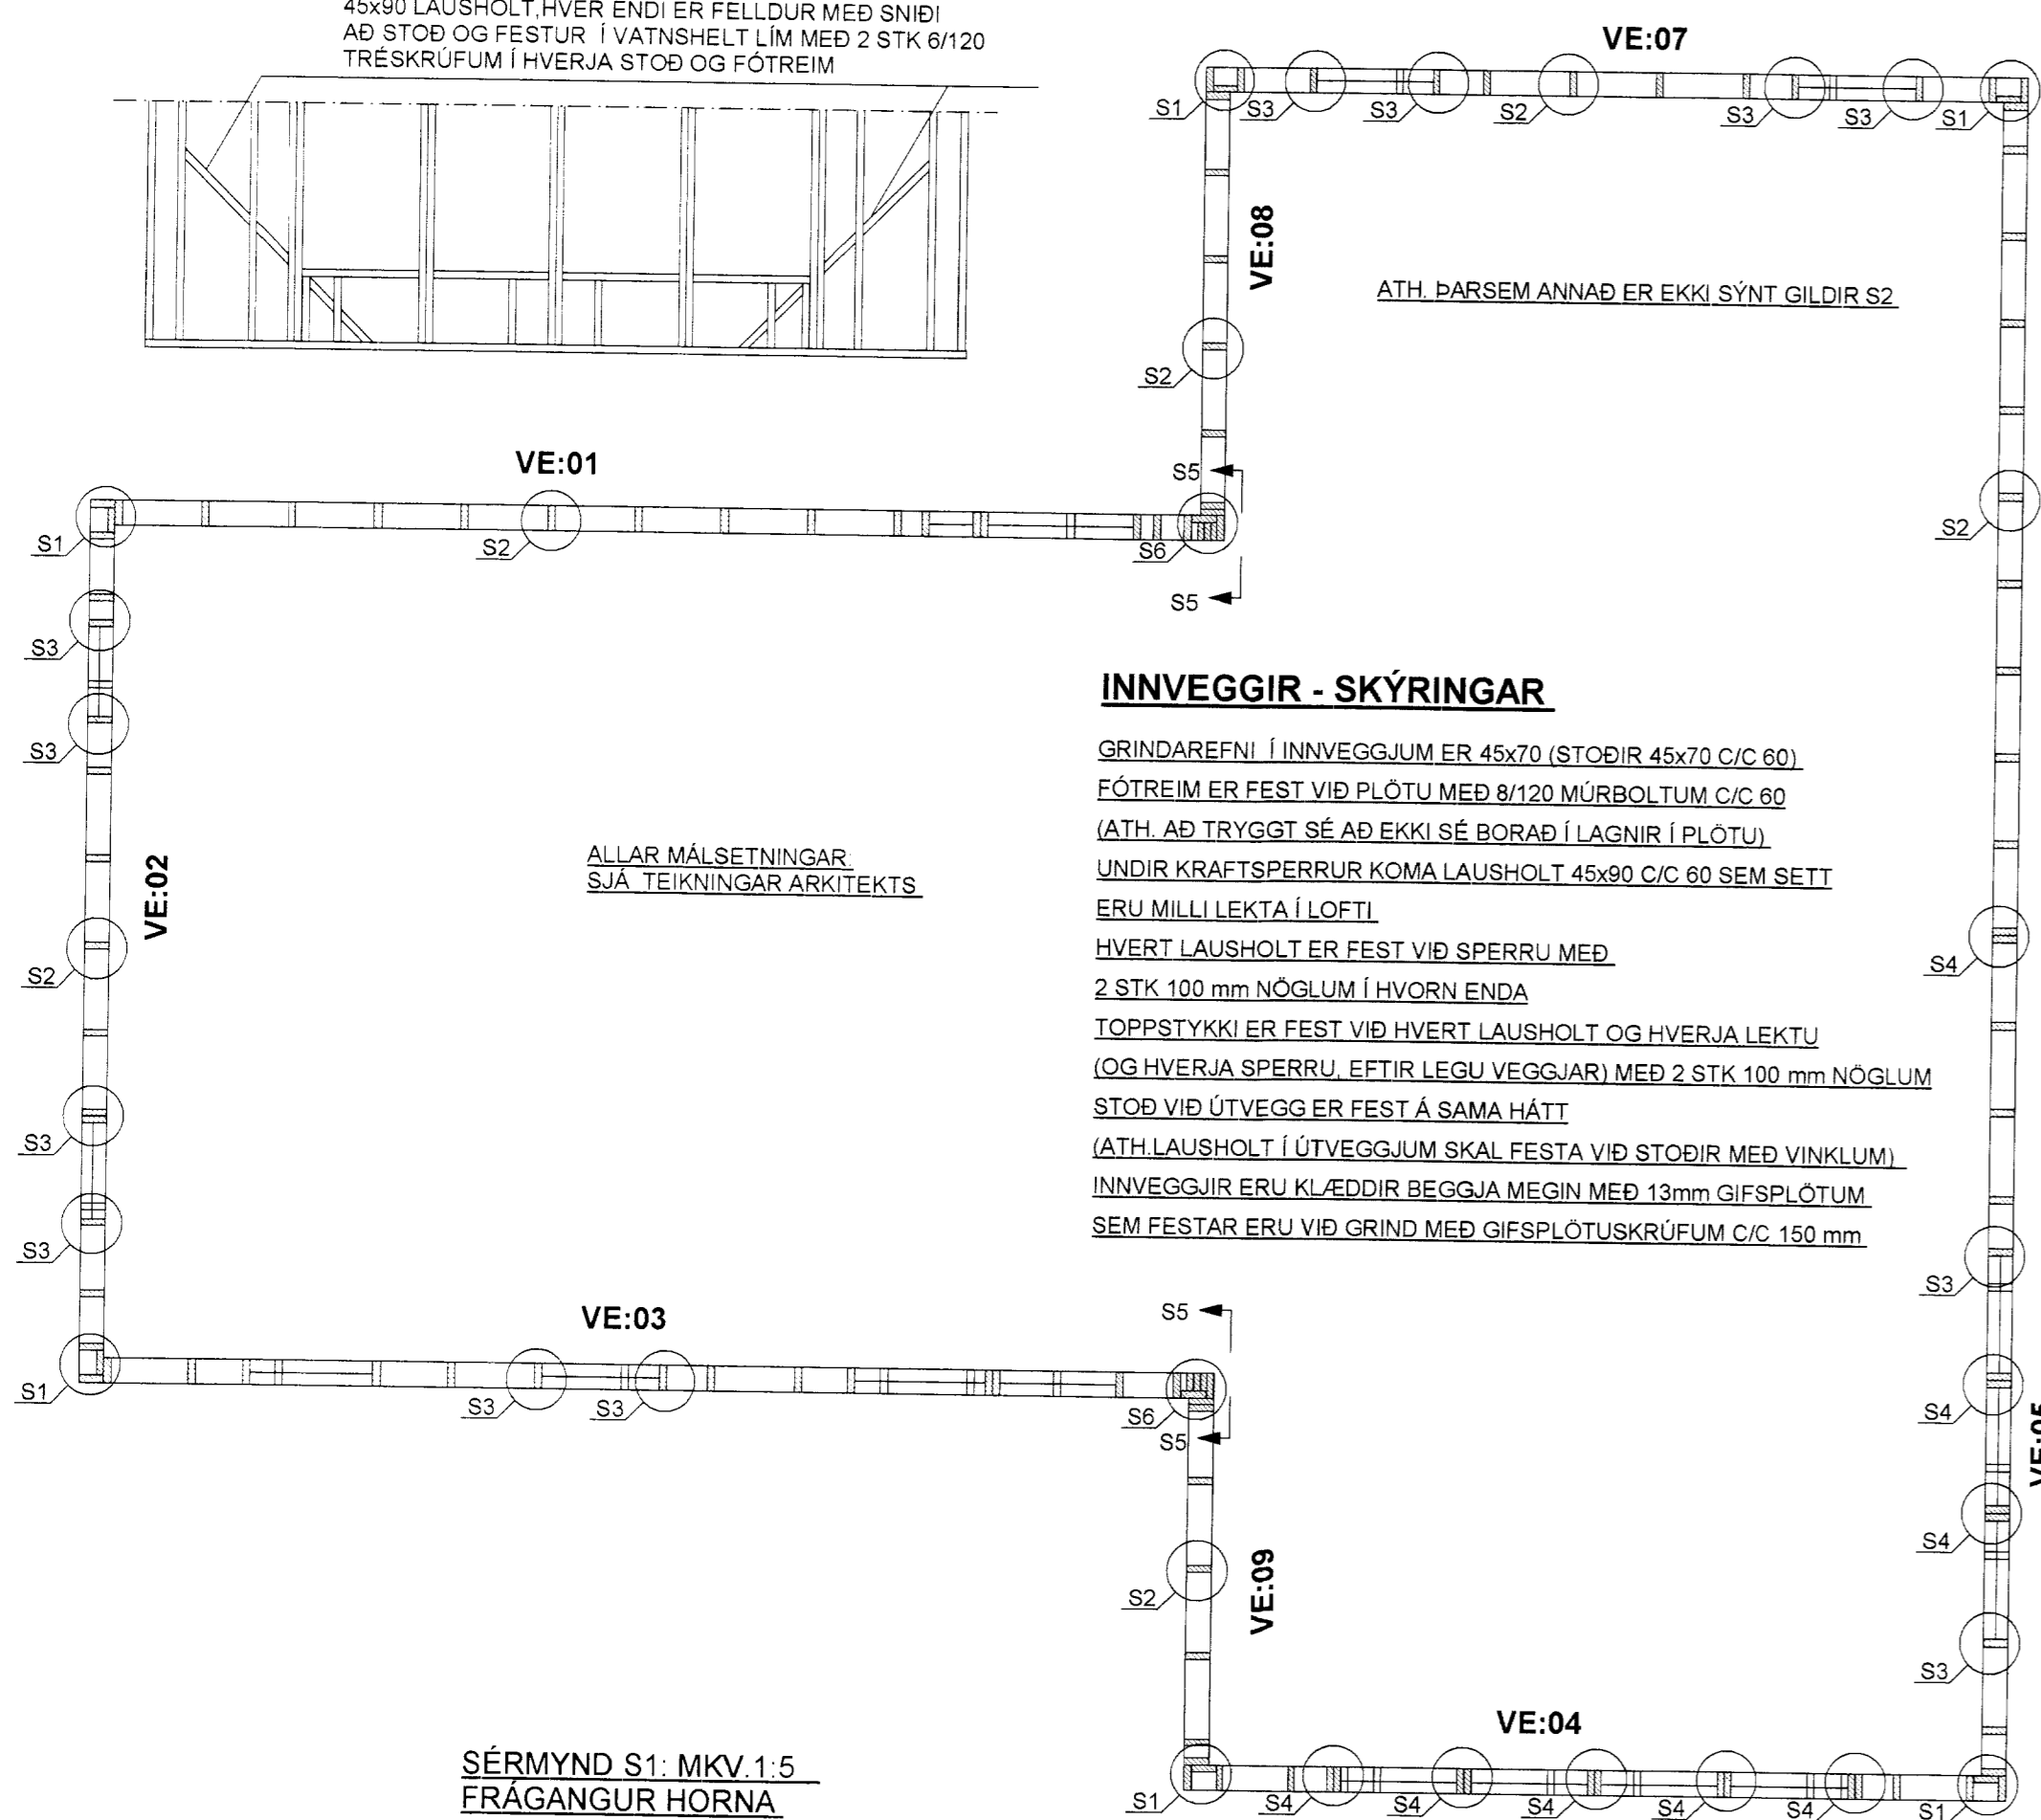 45x90 LAUSHOLT,HVER ENDI ER FELLDUR MEÐ SNIÐI
AÐ STOÐ OG FESTUR Í VATNSHELT LÍM MEÐ 2 STK 6/120
TRÉSKRÚFUM Í HVERJA STOÐ OG FÓTREIM
VE:07
S1
S3
S3
S2
S3
S3
S1
VE:08
ATH. ÞARSEM ANNAÐ ER EKKI SÝNT GILDIR S2
S2
VE:01
S5
S1
S2
S6
S2
S5
S3
S3
INNVEGGIR - SKÝRINGAR
GRINDAREFNI Í INNVEGGJUM ER 45x70 (STOÐIR 45x70 C/C 60)
FÓTREIM ER FEST VIÐ PLÖTU MEÐ 8/120 MÚRBOLTUM C/C 60
(ATH. AÐ TRYGGT SÉ AÐ EKKI SÉ BORAÐ Í LAGNIR Í PLÖTU)
UNDIR KRAFTSPERRUR KOMA LAUSHOLT 45x90 C/C 60 SEM SETT
ERU MILLI LEKTA Í LOFTI
HVERT LAUSHOLT ER FEST VIÐ SPERRU MEÐ
2 STK 100 mm NÖGLUM Í HVORN ENDA
TOPPSTYKKI ER FEST VIÐ HVERT LAUSHOLT OG HVERJA LEKTU
(OG HVERJA SPERRU, EFTIR LEGU VEGGJAR) MEÐ 2 STK 100 mm NÖGLUM
STOÐ VIÐ ÚTVEGG ER FEST Á SAMA HÁTT
(ATH.LAUSHOLT Í ÚTVEGGJUM SKAL FESTA VIÐ STOÐIR MEÐ VINKLUM)
INNVEGGJIR ERU KLÆDDIR BEGGJA MEGIN MEÐ 13mm GIFSPLÖTUM
SEM FESTAR ERU VIÐ GRIND MEÐ GIFSPLÖTUSKRÚFUM C/C 150 mm
ALLAR MÁLSETNINGAR:
SJÁ TEIKNINGAR ARKITEKTS
VE:02
S2
S4
S3
S3
S3
VE:03
S5
S1
S3
S3
S6
S5
S4
VE:05
S4
S2
VE:09
S3
VE:04
SÉRMYND S1: MKV.1:5
FRÁGANGUR HORNA
S1
S4
S4
S4
S4
S4
S1